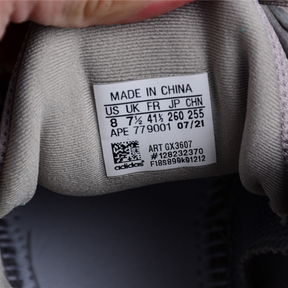 MADE IN CHINA
US UK FR JP CHN
8 7½ 41⅓ 260 255
APE 779001 07/21
ART GX3607
#128232370
F18S890k01212
adidas